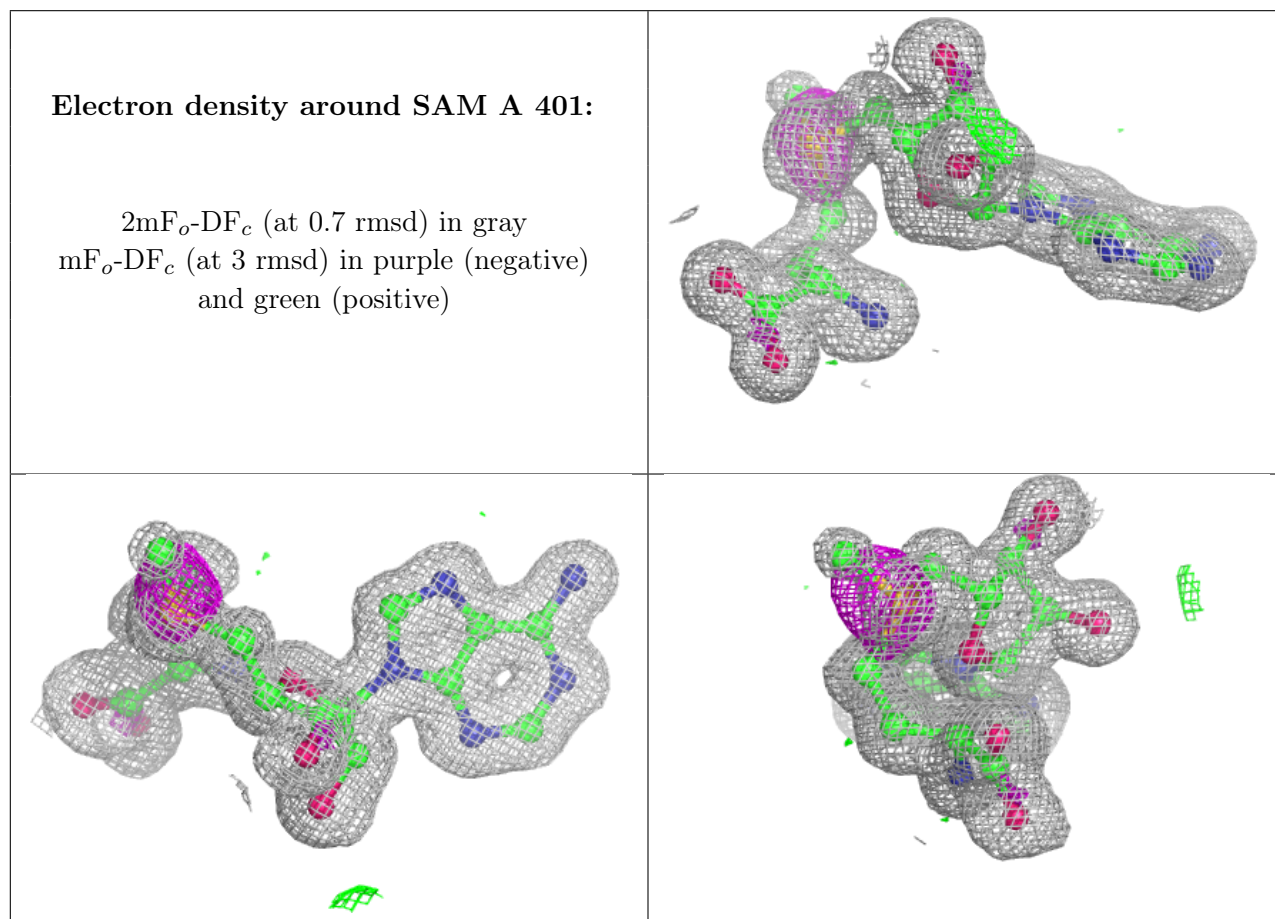 Electron density around SAM A 401:
2mFo-DFc (at 0.7 rmsd) in gray
mFo-DFc (at 3 rmsd) in purple (negative)
and green (positive)